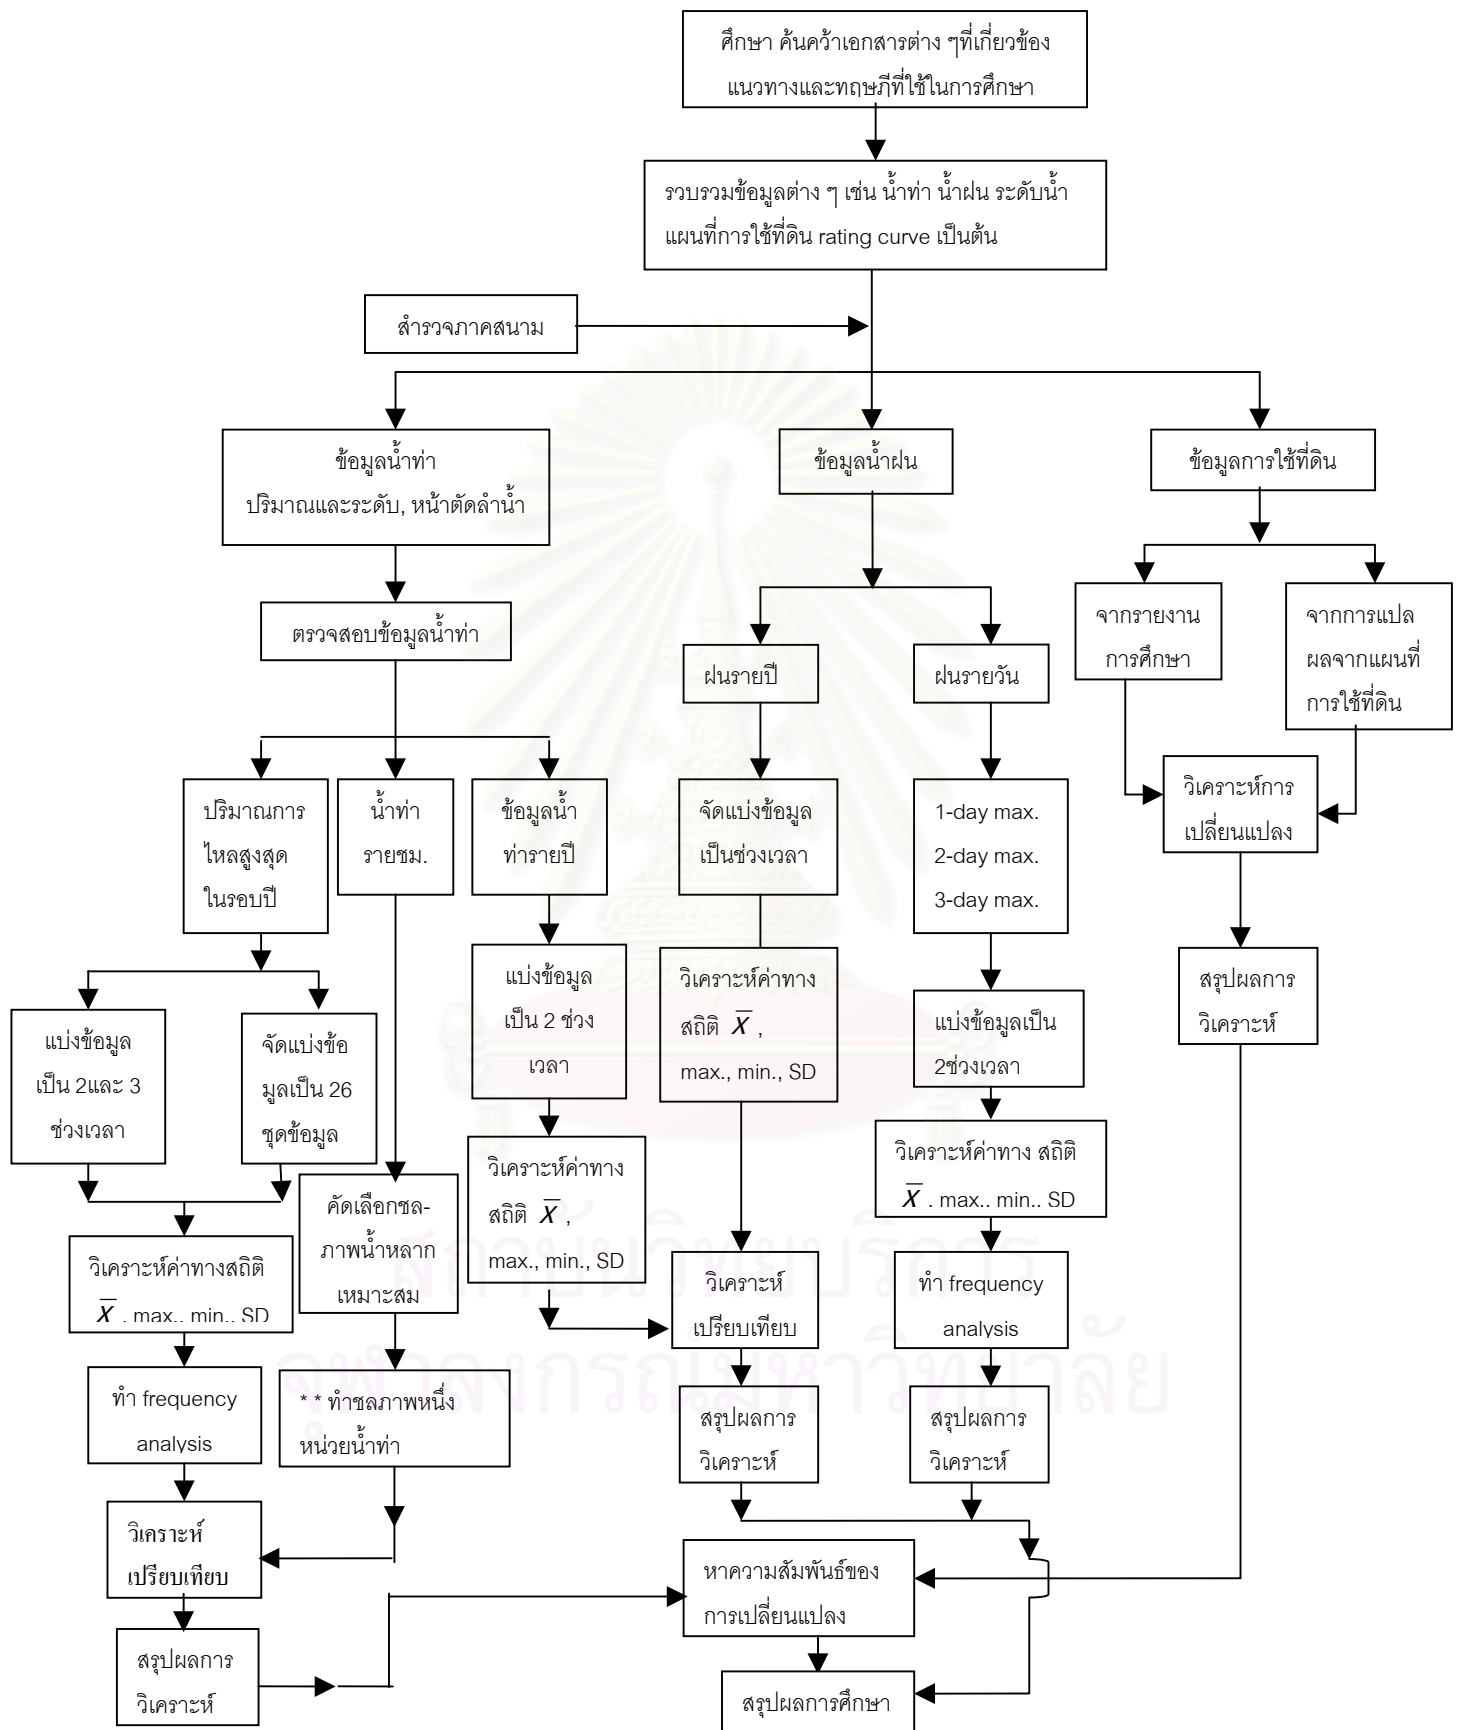 ศึกษา ค้นคว้าเอกสารต่าง ๆที่เกี่ยวข้อง
แนวทางและทฤษฎีที่ใช้ในการศึกษา
รวบรวมข้อมูลต่าง ๆ เช่น น้ำท่า น้ำฝน ระดับน้ำ
แผนที่การใช้ที่ดิน rating curve เป็นต้น
สำรวจภาคสนาม
ข้อมูลน้ำท่า
ปริมาณและระดับ, หน้าตัดลำน้ำ
ข้อมูลน้ำฝน
ข้อมูลการใช้ที่ดิน
ตรวจสอบข้อมูลน้ำท่า
ฝนรายปี
ฝนรายวัน
จากรายงาน
การศึกษา
จากการแปล
ผลจากแผนที่
การใช้ที่ดิน
ปริมาณการ
ไหลสูงสุด
ในรอบปี
น้ำท่า
รายชม.
ข้อมูลน้ำ
ท่ารายปี
จัดแบ่งข้อมูล
เป็นช่วงเวลา
1-day max.
2-day max.
3-day max.
วิเคราะห์การ
เปลี่ยนแปลง
แบ่งข้อมูล
เป็น 2และ 3
ช่วงเวลา
จัดแบ่งข้อ
มูลเป็น 26
ชุดข้อมูล
แบ่งข้อมูล
เป็น 2 ช่วง
เวลา
วิเคราะห์ค่าทาง
สถิติ X̅ ,
max., min., SD
แบ่งข้อมูลเป็น
2ช่วงเวลา
สรุปผลการ
วิเคราะห์
วิเคราะห์ค่าทางสถิติ
X̅ . max.. min.. SD
คัดเลือกชล-
ภาพน้ำหลาก
เหมาะสม
วิเคราะห์ค่าทาง
สถิติ X̅ ,
max., min., SD
วิเคราะห์
เปรียบเทียบ
วิเคราะห์ค่าทาง สถิติ
X̅ . max.. min.. SD
ทำ frequency
analysis
ทำ frequency
analysis
* * ทำชลภาพหนึ่ง
หน่วยน้ำท่า
สรุปผลการ
วิเคราะห์
สรุปผลการ
วิเคราะห์
วิเคราะห์
เปรียบเทียบ
หาความสัมพันธ์ของ
การเปลี่ยนแปลง
สรุปผลการ
วิเคราะห์
สรุปผลการศึกษา
สถาบันวิทยบริการ
จุฬาลงกรณ์มหาวิทยาลัย